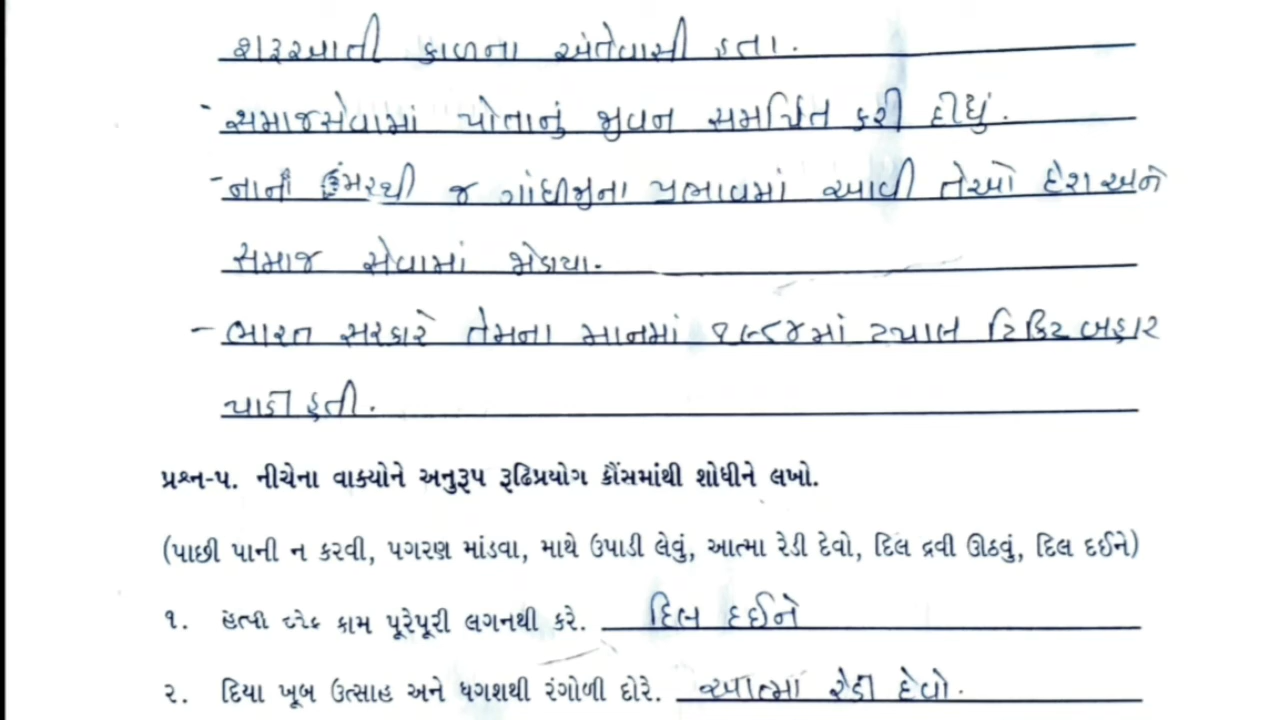 શરૂઆતી કાળના અંતેવાસી હતા.
- સમાજસેવામાં પોતાનું જીવન સમર્પિત કરી દીધું.
- નાની ઉંમરથી જ ગાંધીજીના પ્રભાવમાં આવી તેઓ દેશ અને
સમાજ સેવામાં જોડાયા.
- ભારત સરકારે તેમના માનમાં ૧૯૮૪માં ટપાલ ટિકિટ બહાર
પાડી હતી.
પ્રશ્ન-૫. નીચેના વાક્યોને અનુરૂપ રૂઢિપ્રયોગ કૌંસમાંથી શોધીને લખો.
(પાછી પાની ન કરવી, પગરણ માંડવા, માથે ઉપાડી લેવું, આત્મા રેડી દેવો, દિલ દ્રવી ઊઠવું, દિલ દઈને)
૧. દરેક કામ પૂરેપૂરી લગનથી કરે. દિલ દઈને
૨. દિયા ખૂબ ઉત્સાહ અને ધગશથી રંગોળી દોરે. આત્મા રેડી દેવો.